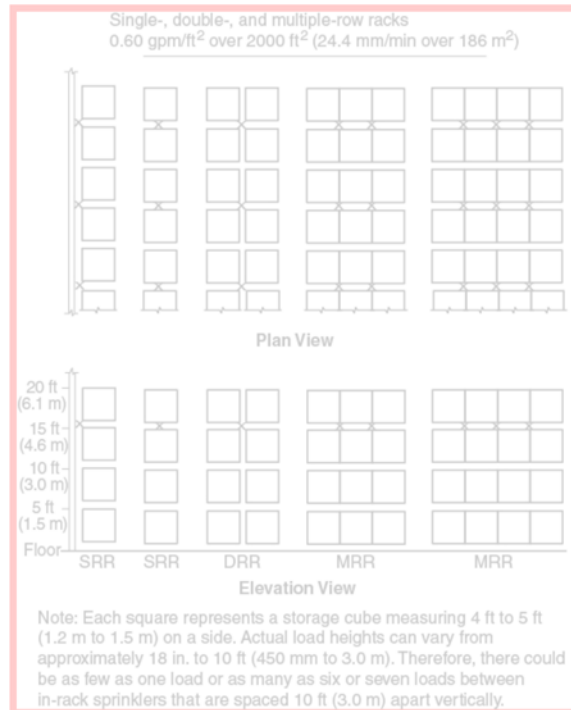 Single-, double-, and multiple-row racks
0.60 gpm/ft² over 2000 ft² (24.4 mm/min over 186 m²)
Plan View
20 ft
(6.1 m)
15 ft
(4.6 m)
10 ft
(3.0 m)
5 ft
(1.5 m)
Floor
SRR SRR DRR MRR MRR
Elevation View
Note: Each square represents a storage cube measuring 4 ft to 5 ft
(1.2 m to 1.5 m) on a side. Actual load heights can vary from
approximately 18 in. to 10 ft (450 mm to 3.0 m). Therefore, there could
be as few as one load or as many as six or seven loads between
in-rack sprinklers that are spaced 10 ft (3.0 m) apart vertically.